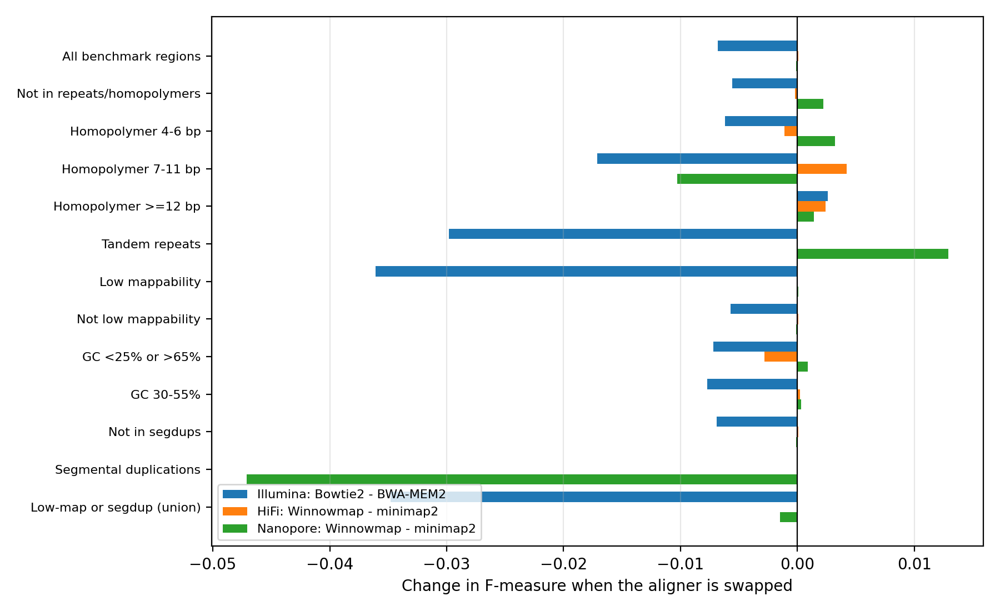 All benchmark regions
Not in repeats/homopolymers
Homopolymer 4-6 bp
Homopolymer 7-11 bp
Homopolymer >=12 bp
Tandem repeats
Low mappability
Not low mappability
GC <25% or >65%
GC 30-55%
Not in segdups
Segmental duplications
Low-map or segdup (union)
Illumina: Bowtie2 - BWA-MEM2
HiFi: Winnowmap - minimap2
Nanopore: Winnowmap - minimap2
−0.05 −0.04 −0.03 −0.02 −0.01 0.00 0.01
Change in F-measure when the aligner is swapped